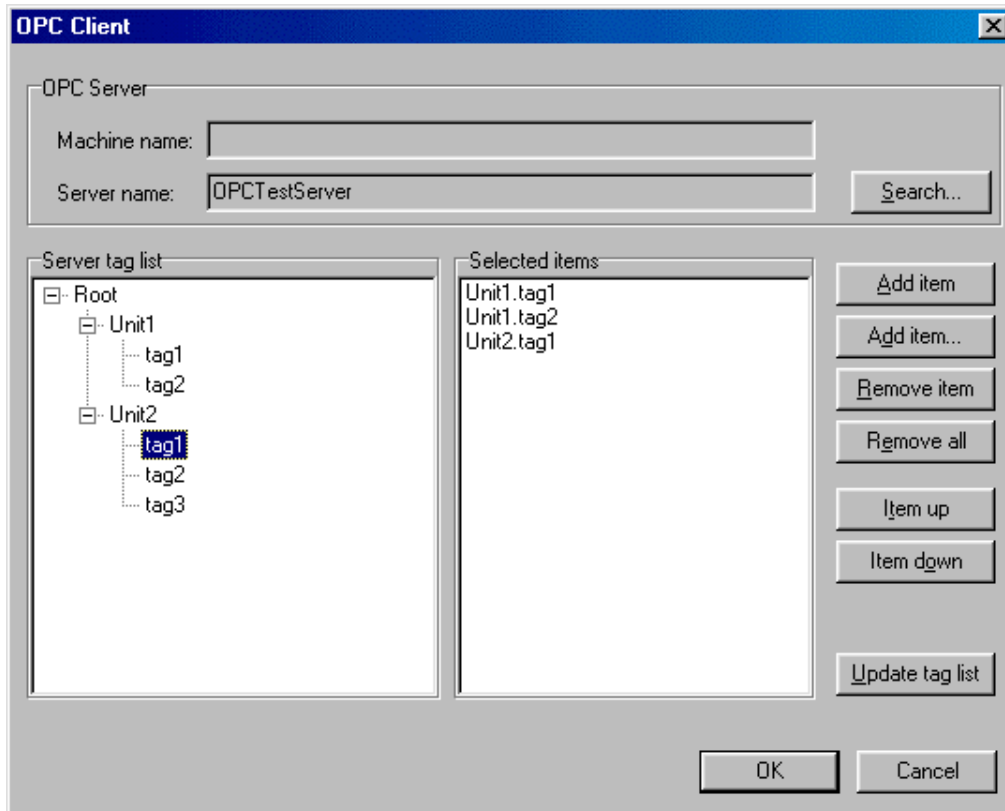 OPC Client
OPC Server
Machine name:
Server name:
OPCTestServer
Search...
Server tag list
Root
Unit1
tag1
tag2
Unit2
tag1
tag2
tag3
Selected items
Unit1.tag1
Unit1.tag2
Unit2.tag1
Add item
Add item...
Remove item
Remove all
Item up
Item down
Update tag list
OK
Cancel